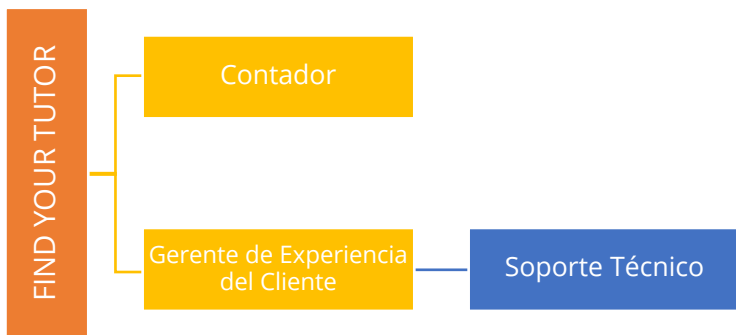 FIND YOUR TUTOR
Contador
Gerente de Experiencia
del Cliente
Soporte Técnico